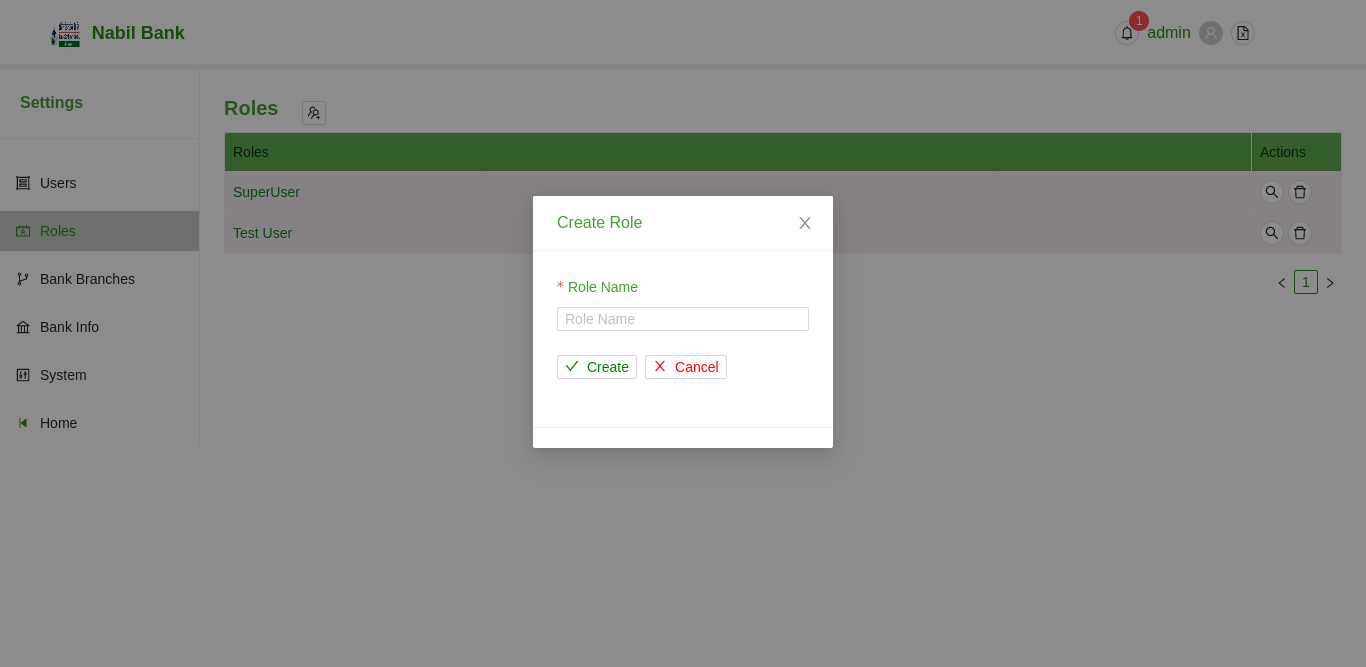 Nabil Bank
1
admin
Settings
Users
Roles
Bank Branches
Bank Info
System
Home
Roles
Roles
Actions
SuperUser
Test User
1
Create Role
* Role Name
Role Name
Create
Cancel